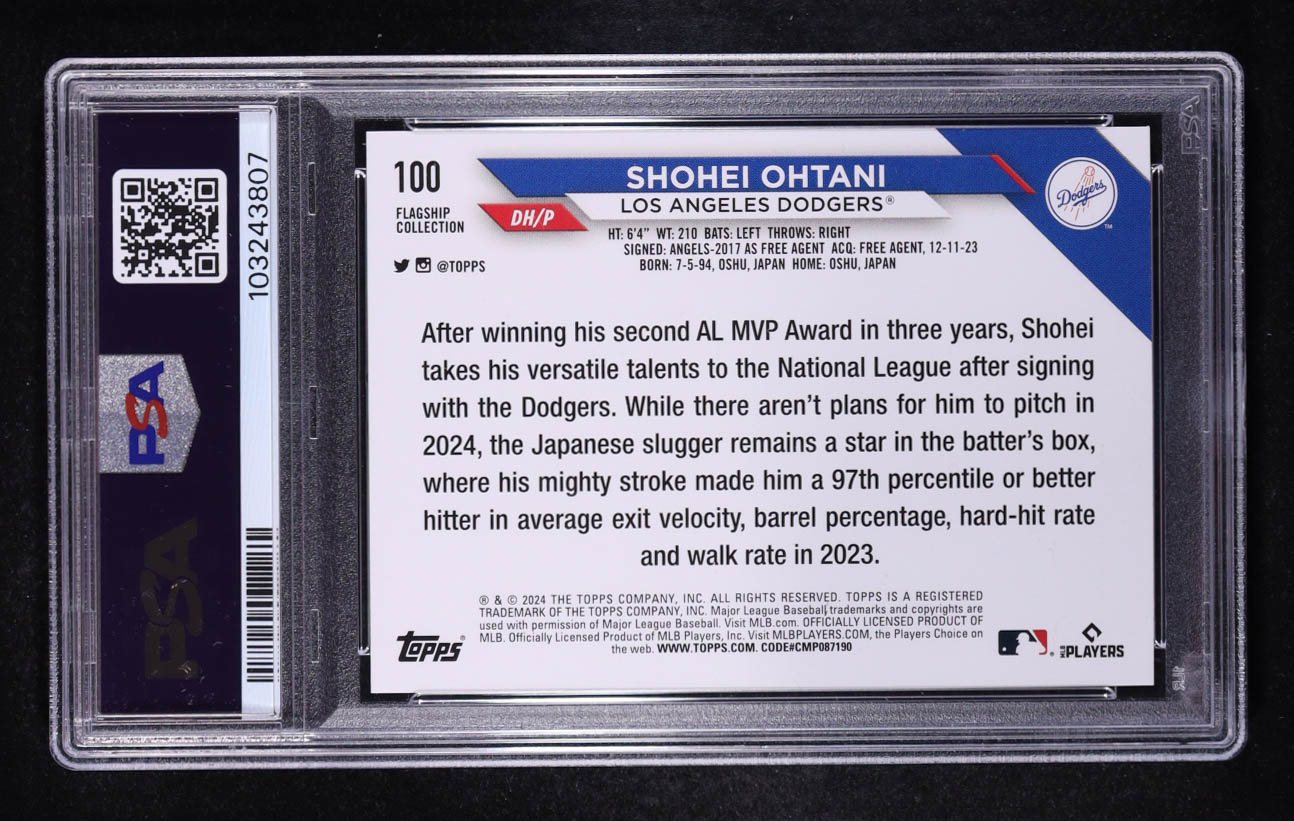 103243807
PSA
PSA
PSA
100
FLAGSHIP
COLLECTION
@TOPPS
SHOHEI OHTANI
DH/P
LOS ANGELES DODGERS®
Dodgers
TM
HT: 6'4" WT: 210 BATS: LEFT THROWS: RIGHT
SIGNED: ANGELS-2017 AS FREE AGENT ACQ: FREE AGENT, 12-11-23
BORN: 7-5-94, OSHU, JAPAN HOME: OSHU, JAPAN
After winning his second AL MVP Award in three years, Shohei
takes his versatile talents to the National League after signing
with the Dodgers. While there aren't plans for him to pitch in
2024, the Japanese slugger remains a star in the batter's box,
where his mighty stroke made him a 97th percentile or better
hitter in average exit velocity, barrel percentage, hard-hit rate
and walk rate in 2023.
® & © 2024 THE TOPPS COMPANY, INC. ALL RIGHTS RESERVED. TOPPS IS A REGISTERED
TRADEMARK OF THE TOPPS COMPANY, INC. Major League Baseball trademarks and copyrights are
used with permission of Major League Baseball. Visit MLB.com. OFFICIALLY LICENSED PRODUCT OF
MLB. Officially Licensed Product of MLB Players, Inc. Visit MLBPLAYERS.COM, the Players Choice on
the web. WWW.TOPPS.COM. CODE#CMP087190
Topps®
MLB PLAYERS